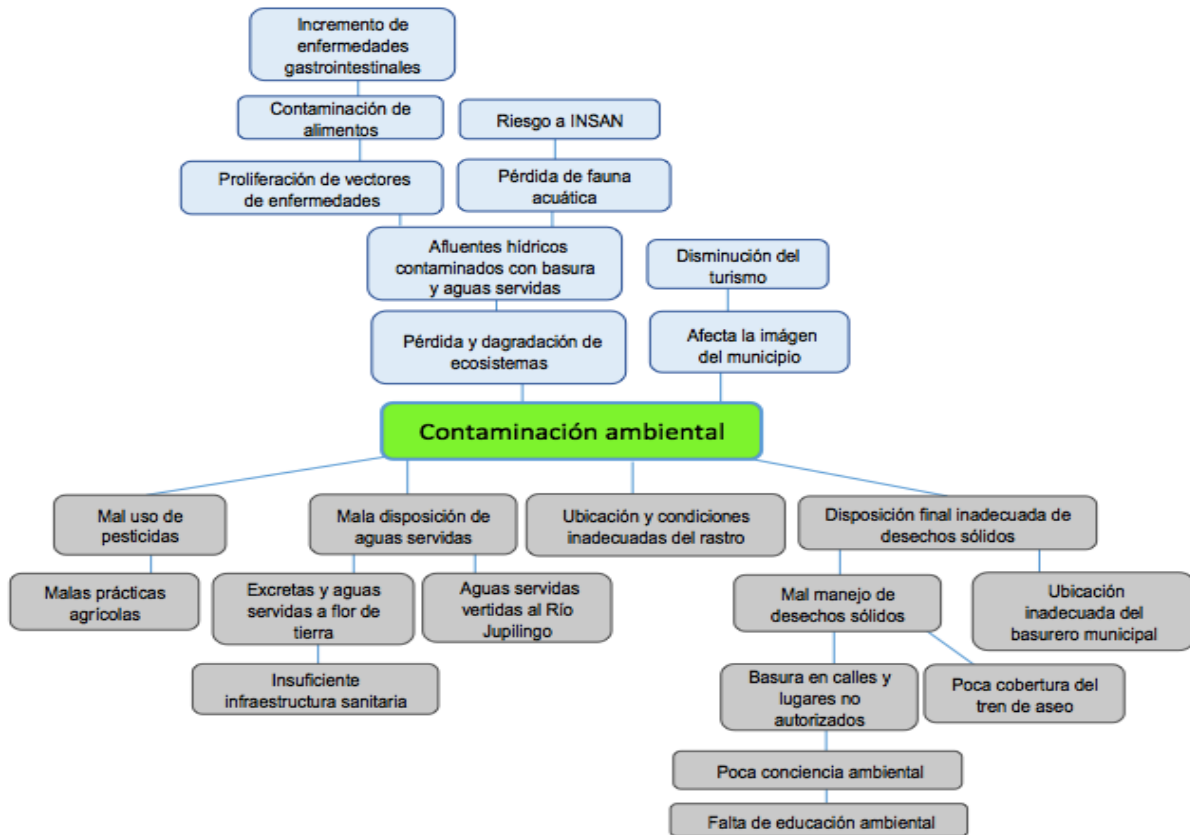 Incremento de
enfermedades
gastrointestinales
Contaminación de
alimentos
Riesgo a INSAN
Proliferación de vectores
de enfermedades
Pérdida de fauna
acuática
Afluentes hídricos
contaminados con basura
y aguas servidas
Disminución del
turismo
Pérdida y dagradación de
ecosistemas
Afecta la imágen
del municipio
Contaminación ambiental
Mal uso de
pesticidas
Mala disposición de
aguas servidas
Ubicación y condiciones
inadecuadas del rastro
Disposición final inadecuada de
desechos sólidos
Malas prácticas
agrícolas
Excretas y aguas
servidas a flor de
tierra
Aguas servidas
vertidas al Río
Jupilingo
Mal manejo de
desechos sólidos
Ubicación
inadecuada del
basurero municipal
Insuficiente
infraestructura sanitaria
Basura en calles y
lugares no
autorizados
Poca cobertura del
tren de aseo
Poca conciencia ambiental
Falta de educación ambiental